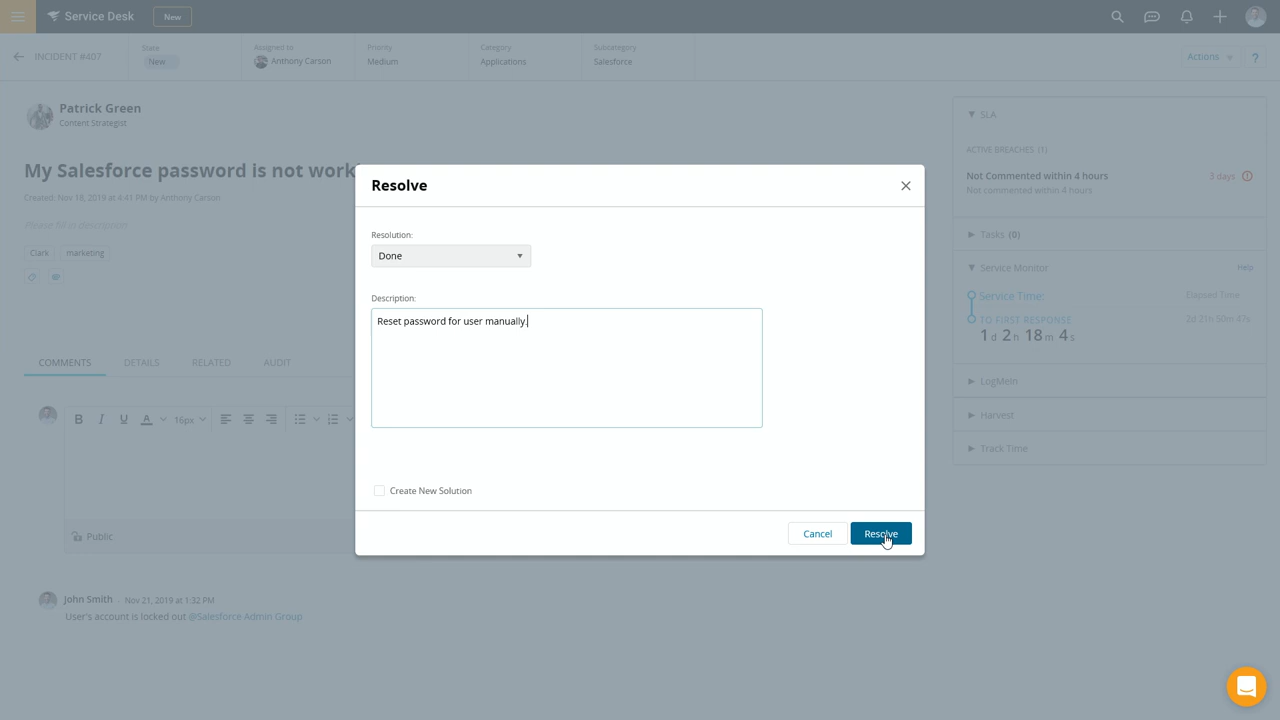 Service Desk
New
INCIDENT #407
State
New
Assigned to
Anthony Carson
Priority
Medium
Category
Applications
Subcategory
Salesforce
Actions
?
Patrick Green
Content Strategist
My Salesforce password is not work
Created: Nov 18, 2019 at 4:41 PM by Anthony Carson
Please fill in description
Clark
marketing
COMMENTS
DETAILS
RELATED
AUDIT
B I U A 16px
Public
John Smith - Nov 21, 2019 at 1:32 PM
User's account is locked out @Salesforce Admin Group
Resolve
Resolution:
Done
Description:
Reset password for user manually.
Create New Solution
Cancel
Resolve
SLA
ACTIVE BREACHES (1)
Not Commented within 4 hours
3 days
Not commented within 4 hours
Tasks (0)
Service Monitor
Help
Service Time:
Elapsed Time
TO FIRST RESPONSE
2d 21h 50m 47s
1 d 2 h 18 m 4 s
LogMeIn
Harvest
Track Time